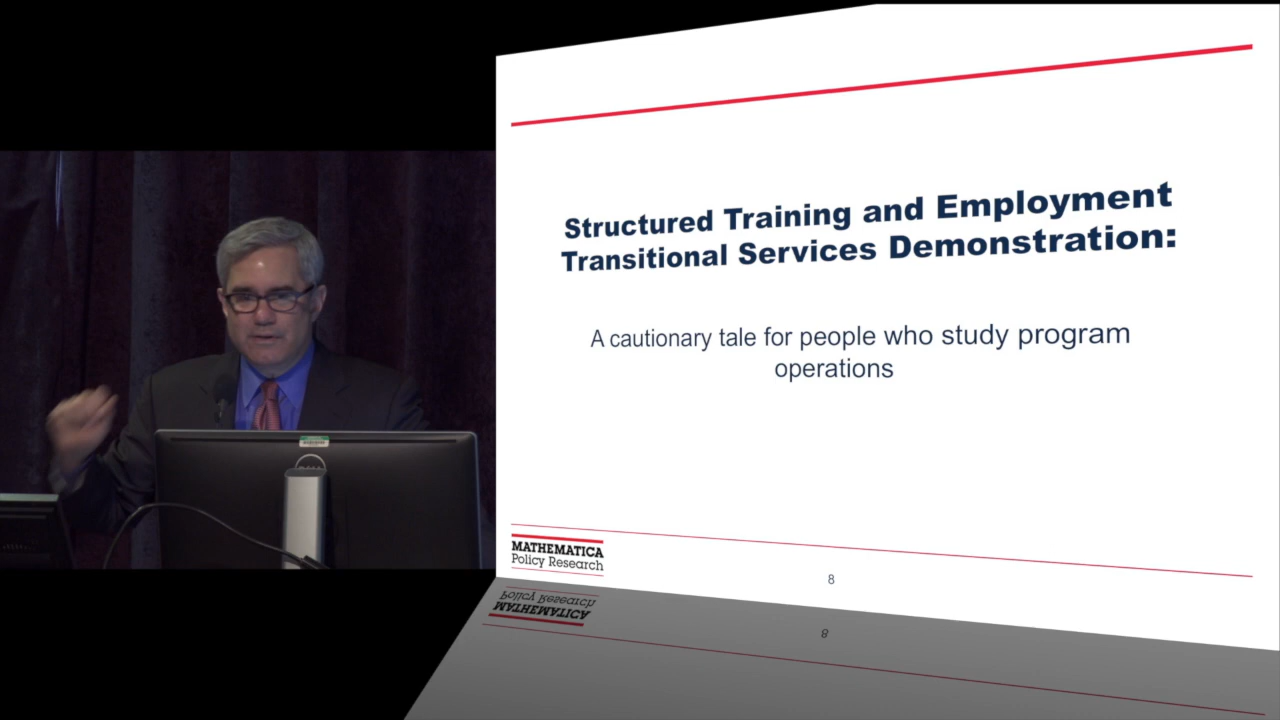 Structured Training and Employment
Transitional Services Demonstration:
A cautionary tale for people who study program
operations
MATHEMATICA
Policy Research
8